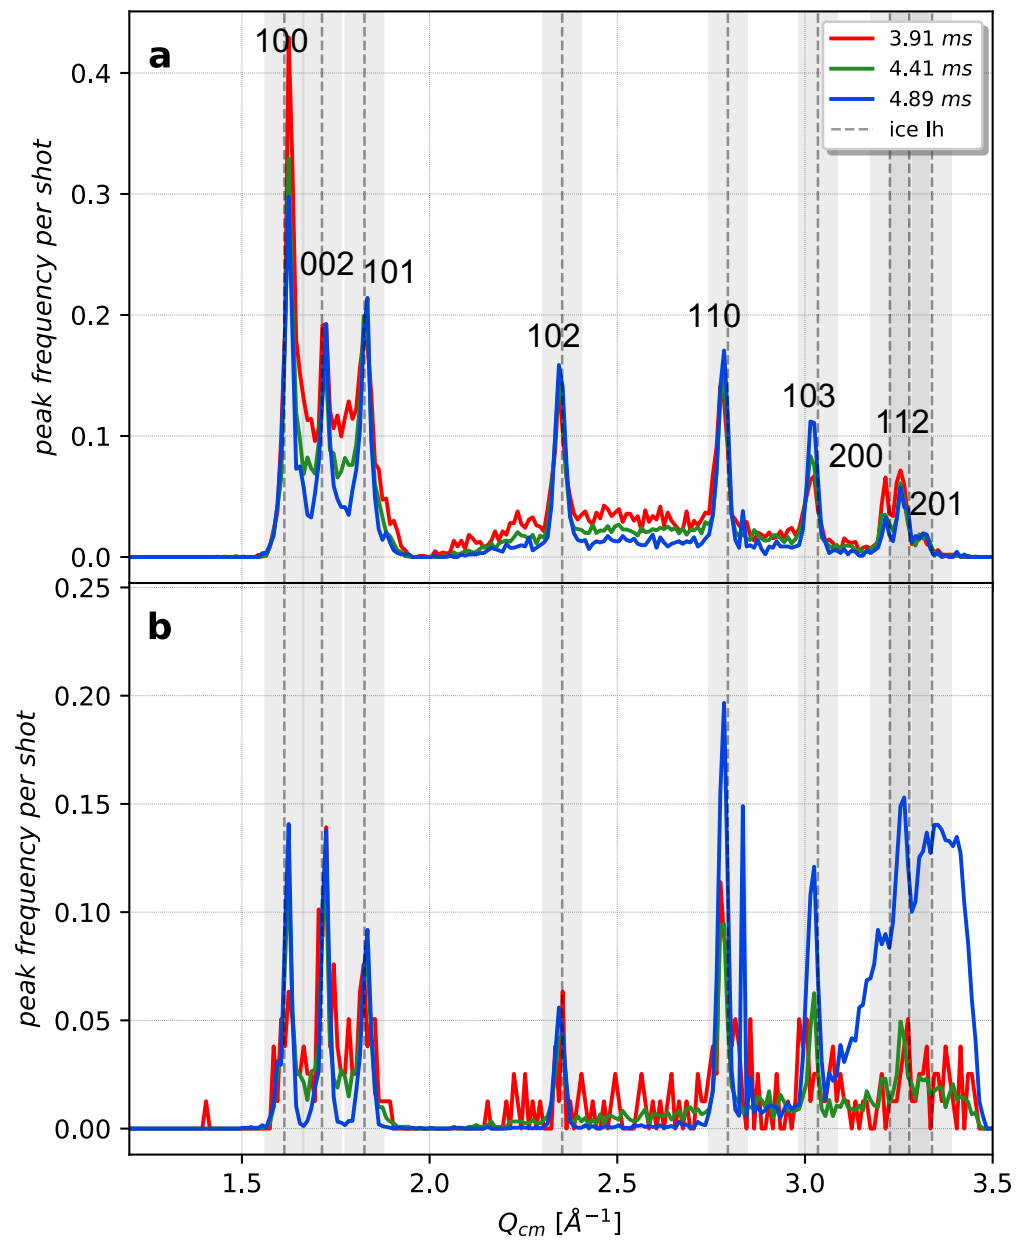 a
100
002
101
102
110
103
200
112
201
3.91 ms
4.41 ms
4.89 ms
ice Ih
0.4
0.3
0.2
0.1
0.0
peak frequency per shot
b
0.25
0.20
0.15
0.10
0.05
0.00
peak frequency per shot
1.5 2.0 2.5 3.0 3.5
Q_cm [Å⁻¹]